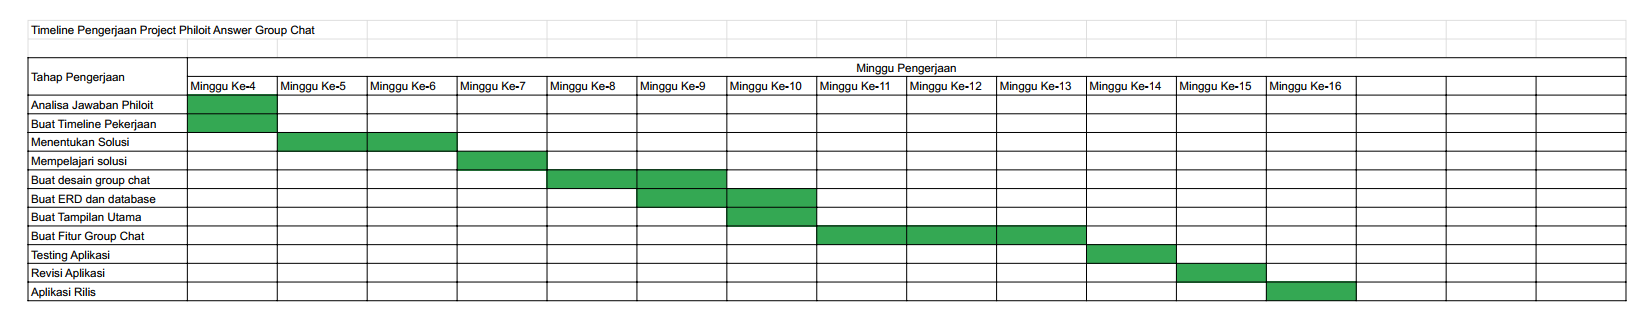 Timeline Pengerjaan Project Philoit Answer Group Chat
Tahap Pengerjaan
Minggu Pengerjaan
Minggu Ke-4 Minggu Ke-5 Minggu Ke-6 Minggu Ke-7 Minggu Ke-8 Minggu Ke-9 Minggu Ke-10 Minggu Ke-11 Minggu Ke-12 Minggu Ke-13 Minggu Ke-14 Minggu Ke-15 Minggu Ke-16
Analisa Jawaban Philoit
Buat Timeline Pekerjaan
Menentukan Solusi
Mempelajari solusi
Buat desain group chat
Buat ERD dan database
Buat Tampilan Utama
Buat Fitur Group Chat
Testing Aplikasi
Revisi Aplikasi
Aplikasi Rilis